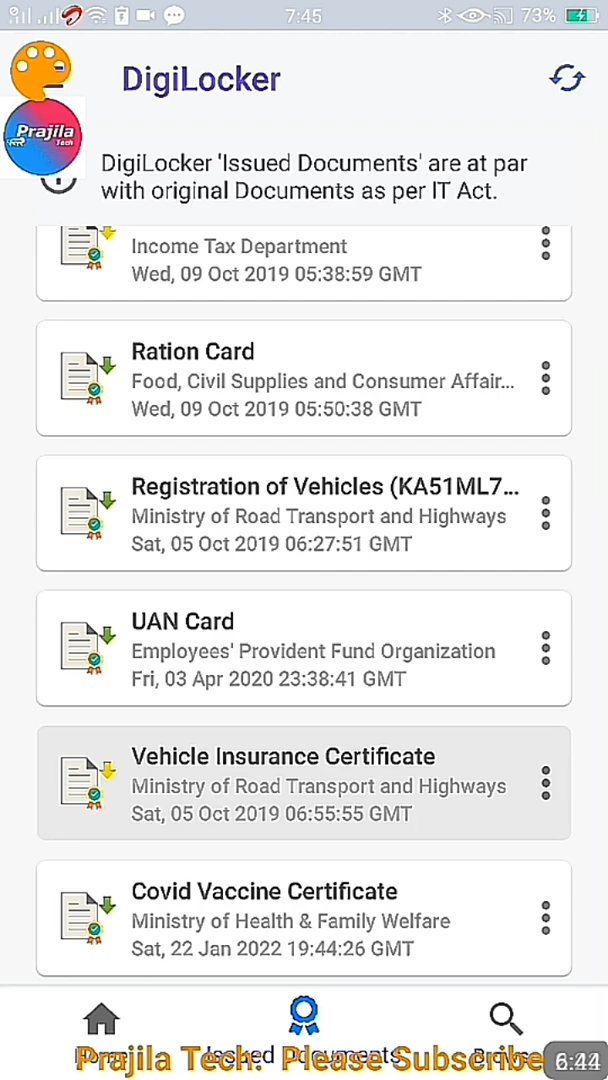 7:45
73%
DigiLocker
Prajila
Tech
DigiLocker 'Issued Documents' are at par
with original Documents as per IT Act.
Income Tax Department
Wed, 09 Oct 2019 05:38:59 GMT
Ration Card
Food, Civil Supplies and Consumer Affair...
Wed, 09 Oct 2019 05:50:38 GMT
Registration of Vehicles (KA51ML7...
Ministry of Road Transport and Highways
Sat, 05 Oct 2019 06:27:51 GMT
UAN Card
Employees' Provident Fund Organization
Fri, 03 Apr 2020 23:38:41 GMT
Vehicle Insurance Certificate
Ministry of Road Transport and Highways
Sat, 05 Oct 2019 06:55:55 GMT
Covid Vaccine Certificate
Ministry of Health & Family Welfare
Sat, 22 Jan 2022 19:44:26 GMT
Issued Documents
Prajila Tech. Please Subscribe
6:44